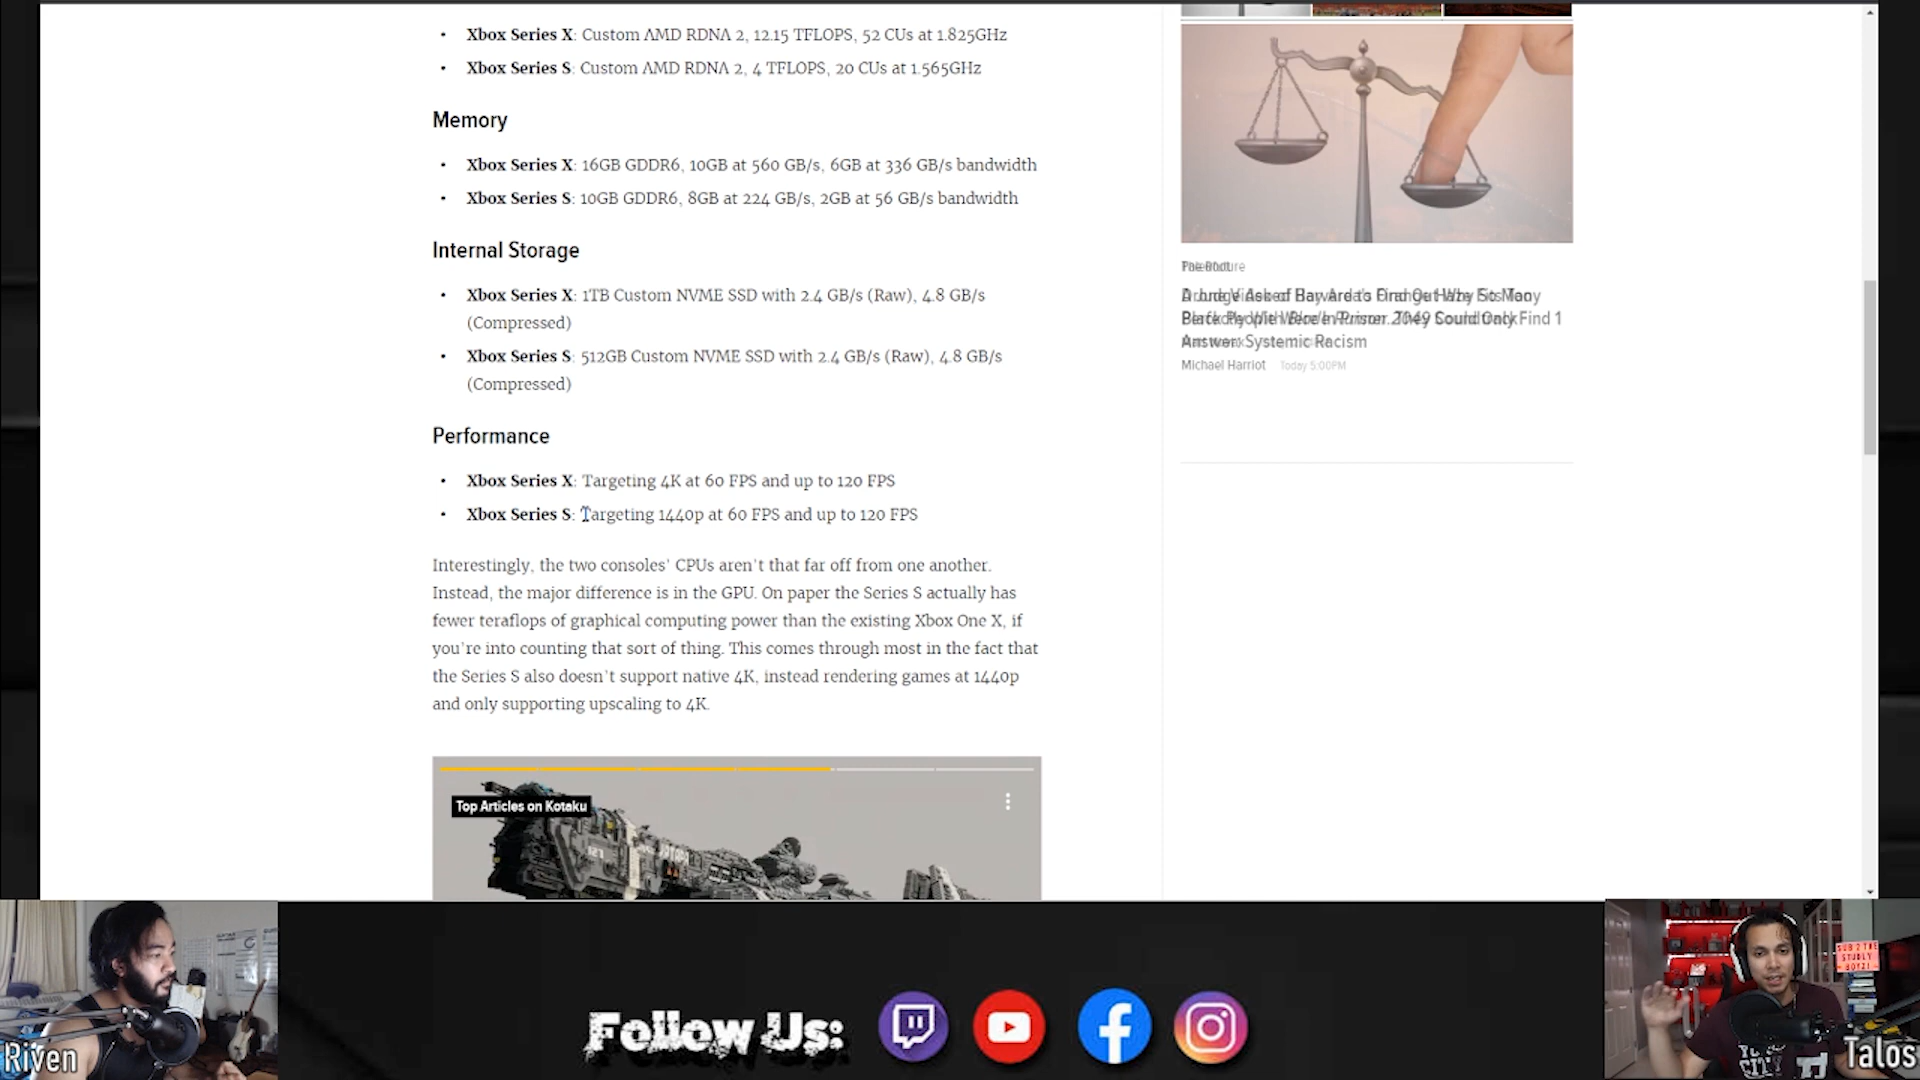 Xbox Series X: Custom AMD RDNA 2, 12.15 TFLOPS, 52 CUs at 1.825GHz
Xbox Series S: Custom AMD RDNA 2, 4 TFLOPS, 20 CUs at 1.565GHz
Memory
Xbox Series X: 16GB GDDR6, 10GB at 560 GB/s, 6GB at 336 GB/s bandwidth
Xbox Series S: 10GB GDDR6, 8GB at 224 GB/s, 2GB at 56 GB/s bandwidth
Internal Storage
Xbox Series X: 1TB Custom NVME SSD with 2.4 GB/s (Raw), 4.8 GB/s
(Compressed)
Xbox Series S: 512GB Custom NVME SSD with 2.4 GB/s (Raw), 4.8 GB/s
(Compressed)
Performance
Xbox Series X: Targeting 4K at 60 FPS and up to 120 FPS
Xbox Series S: Targeting 1440p at 60 FPS and up to 120 FPS
Interestingly, the two consoles' CPUs aren't that far off from one another.
Instead, the major difference is in the GPU. On paper the Series S actually has
fewer teraflops of graphical computing power than the existing Xbox One X, if
you're into counting that sort of thing. This comes through most in the fact that
the Series S also doesn't support native 4K, instead rendering games at 1440p
and only supporting upscaling to 4K.
Top Articles on Kotaku
Find 1
Systemic Racism
Michael Harriot Today 5:00PM
Follow Us:
Riven
Talos
SUB 2 THE
STUDLY
BOYZ!
CITY